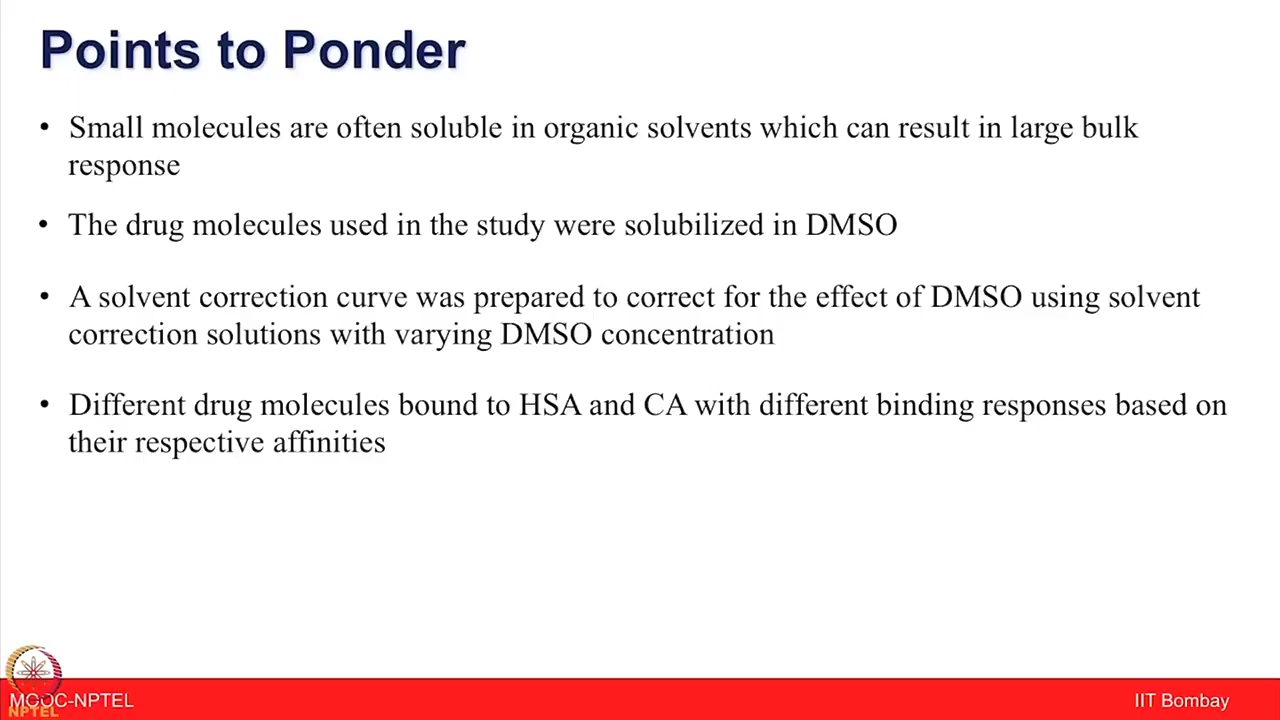 Points to Ponder
• Small molecules are often soluble in organic solvents which can result in large bulk
response
• The drug molecules used in the study were solubilized in DMSO
• A solvent correction curve was prepared to correct for the effect of DMSO using solvent
correction solutions with varying DMSO concentration
• Different drug molecules bound to HSA and CA with different binding responses based on
their respective affinities
MOOC-NPTEL
NPTEL
IIT Bombay